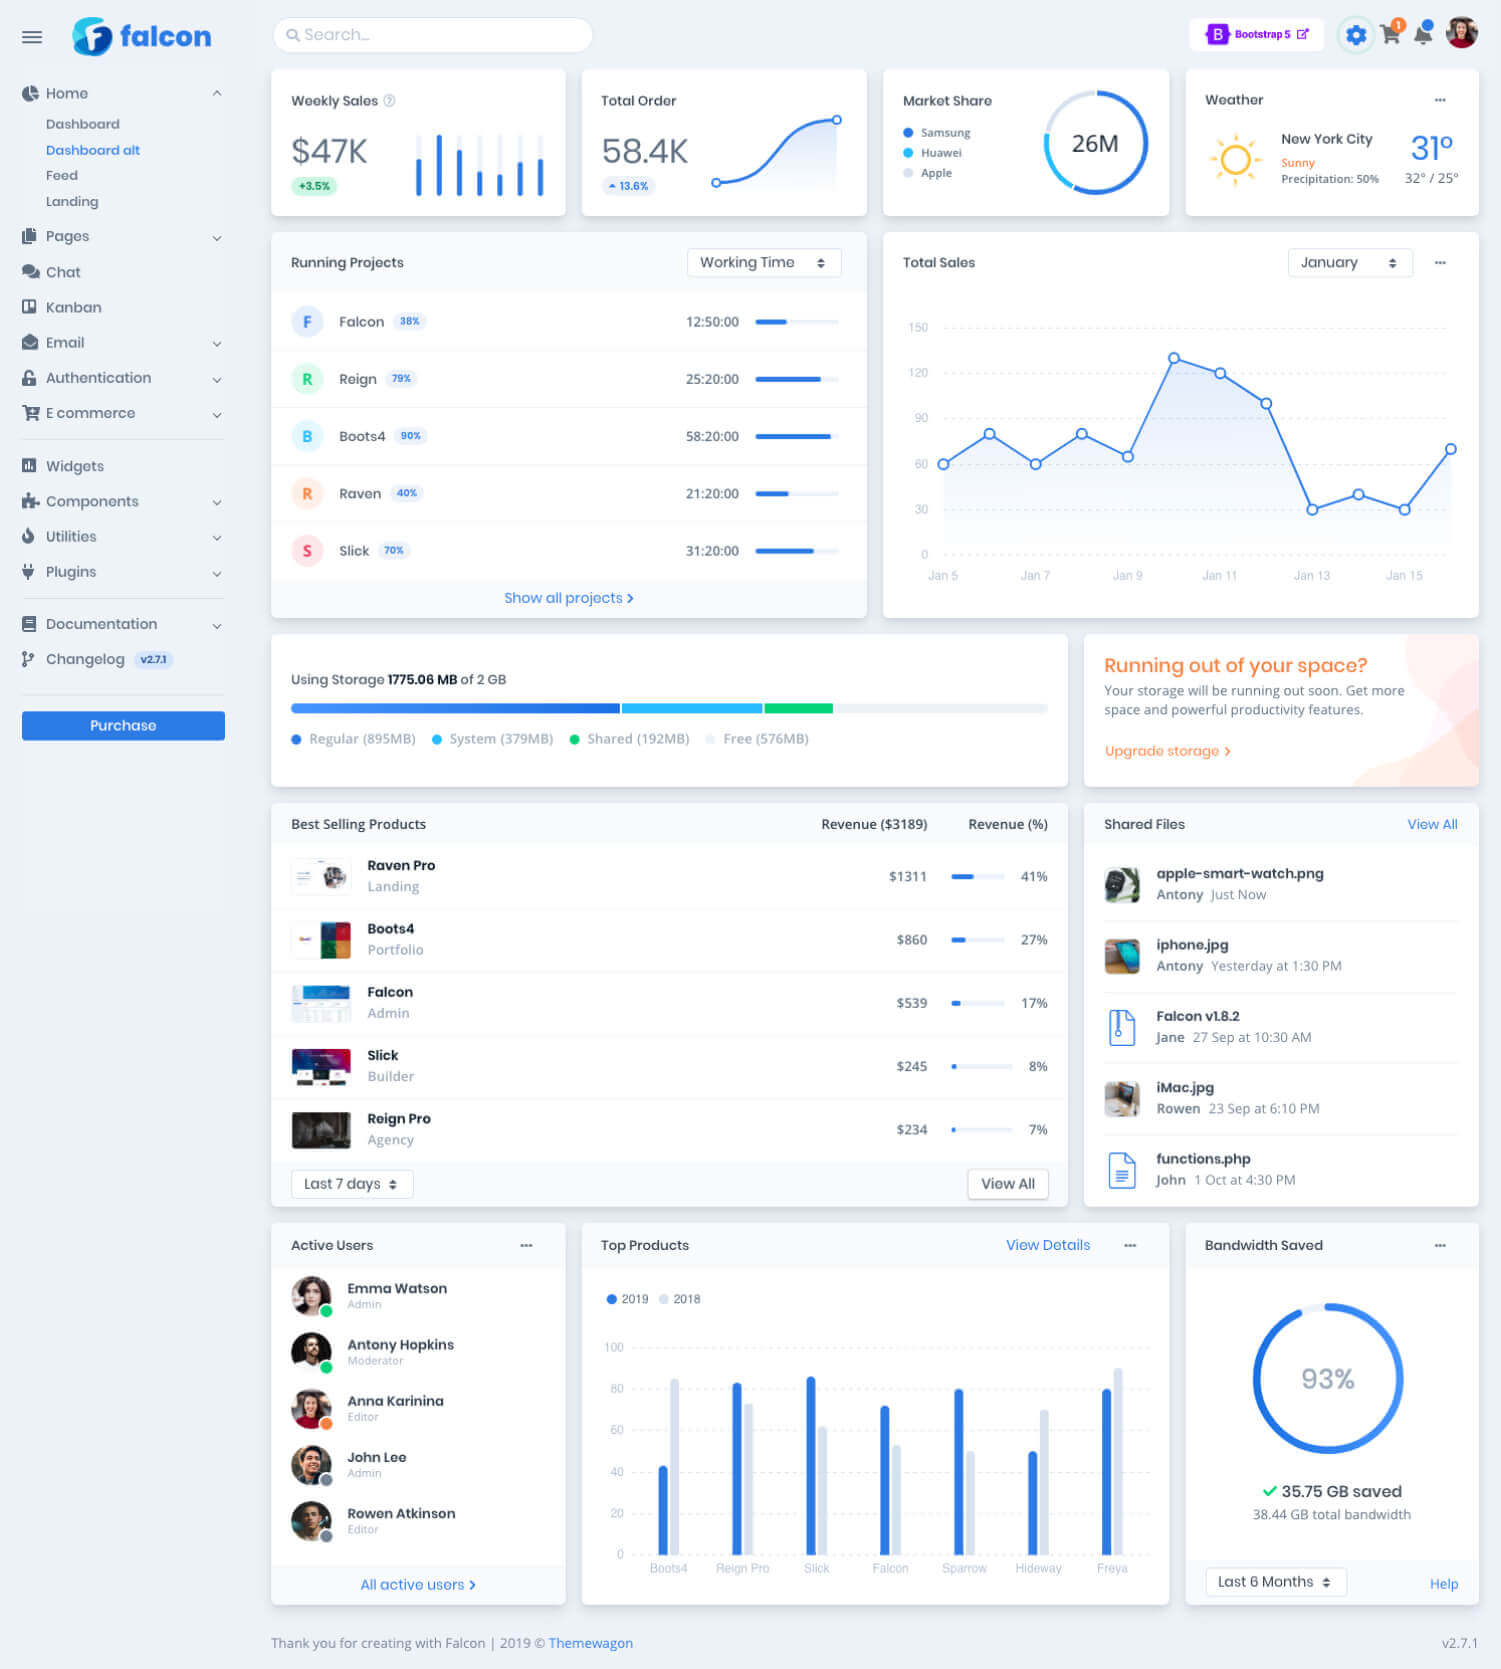 falcon
Search...
B Bootstrap 5
1
Home
Dashboard
Dashboard alt
Feed
Landing
Pages
Chat
Kanban
Email
Authentication
E commerce
Widgets
Components
Utilities
Plugins
Documentation
Changelog v2.7.1
Purchase
Weekly Sales ?
$47K
+3.5%
Total Order
58.4K
13.6%
Market Share
Samsung
Huawei
Apple
26M
Weather ...
New York City
Sunny
Precipitation: 50%
31°
32° / 25°
Running Projects Working Time
F Falcon 38% 12:50:00
R Reign 79% 25:20:00
B Boots4 90% 58:20:00
R Raven 40% 21:20:00
S Slick 70% 31:20:00
Show all projects >
Total Sales January ...
150
120
90
60
30
0
Jan 5 Jan 7 Jan 9 Jan 11 Jan 13 Jan 15
Using Storage 1775.06 MB of 2 GB
Regular (895MB) System (379MB) Shared (192MB) Free (576MB)
Running out of your space?
Your storage will be running out soon. Get more
space and powerful productivity features.
Upgrade storage >
Best Selling Products Revenue ($3189) Revenue (%)
Raven Pro
Landing
$1311 41%
Boots4
Portfolio
$860 27%
Falcon
Admin
$539 17%
Slick
Builder
$245 8%
Reign Pro
Agency
$234 7%
Last 7 days View All
Shared Files View All
apple-smart-watch.png
Antony Just Now
iphone.jpg
Antony Yesterday at 1:30 PM
Falcon v1.8.2
Jane 27 Sep at 10:30 AM
iMac.jpg
Rowen 23 Sep at 6:10 PM
functions.php
John 1 Oct at 4:30 PM
Active Users ...
Emma Watson
Admin
Antony Hopkins
Moderator
Anna Karinina
Editor
John Lee
Admin
Rowen Atkinson
Editor
All active users >
Top Products View Details ...
2019 2018
100
80
60
40
20
0
Boots4 Reign Pro Slick Falcon Sparrow Hideway Freya
Bandwidth Saved ...
93%
35.75 GB saved
38.44 GB total bandwidth
Last 6 Months Help
Thank you for creating with Falcon | 2019 © Themewagon
v2.7.1